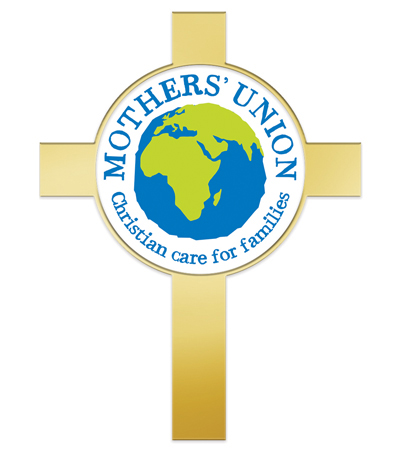 MOTHERS' UNION
Christian care for families